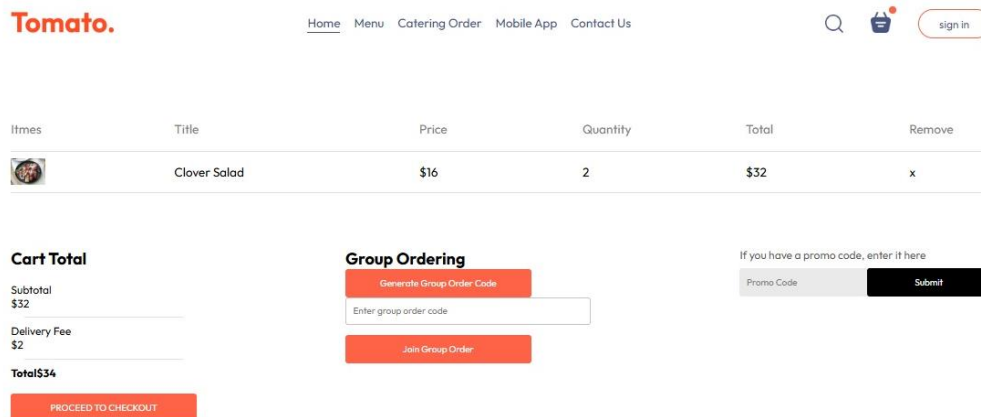 Tomato.
Home Menu Catering Order Mobile App Contact Us
sign in
Itmes Title Price Quantity Total Remove
Clover Salad $16 2 $32 x
Cart Total
Subtotal
$32
Delivery Fee
$2
Total$34
PROCEED TO CHECKOUT
Group Ordering
Generate Group Order Code
Enter group order code
Join Group Order
If you have a promo code, enter it here
Promo Code Submit